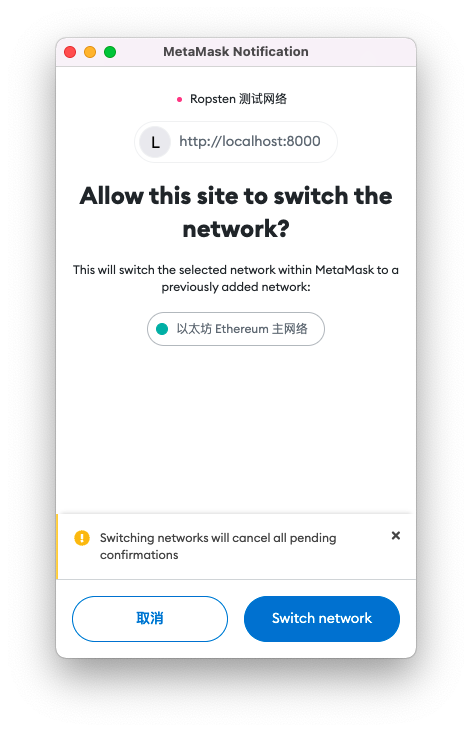 MetaMask Notification
Ropsten 测试网络
L http://localhost:8000
Allow this site to switch the
network?
This will switch the selected network within MetaMask to a
previously added network:
以太坊 Ethereum 主网络
Switching networks will cancel all pending
confirmations
取消 Switch network